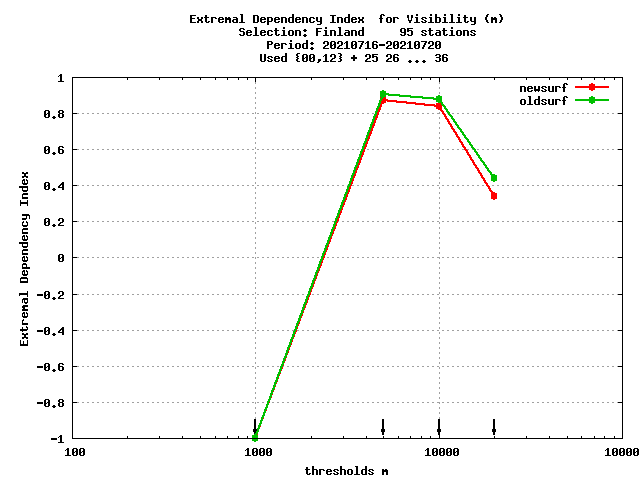 Extremal Dependency Index for Visibility (m)
Selection: Finland 95 stations
Period: 20210716-20210720
Used {00,12} + 25 26 ... 36
newsurf
oldsurf
1
0.8
0.6
0.4
0.2
0
-0.2
-0.4
-0.6
-0.8
-1
Extremal Dependency Index
100 1000 10000 10000
thresholds m